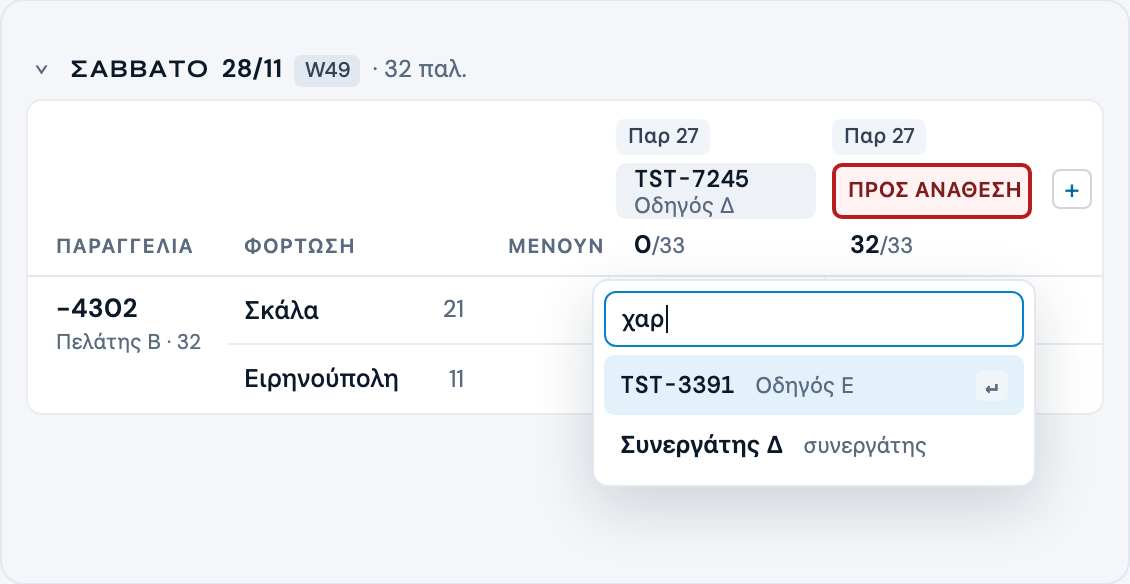 ΣΑΒΒΑΤΟ 28/11 W49 · 32 παλ.
Παρ 27 Παρ 27
TST-7245 ΠΡΟΣ ΑΝΑΘΕΣΗ +
Οδηγός Δ
ΠΑΡΑΓΓΕΛΙΑ ΦΟΡΤΩΣΗ ΜΕΝΟΥΝ 0/33 32/33
-4302 Σκάλα 21
Πελάτης Β · 32
Ειρηνούπολη 11
χαρ
TST-3391 Οδηγός Ε ↵
Συνεργάτης Δ συνεργάτης